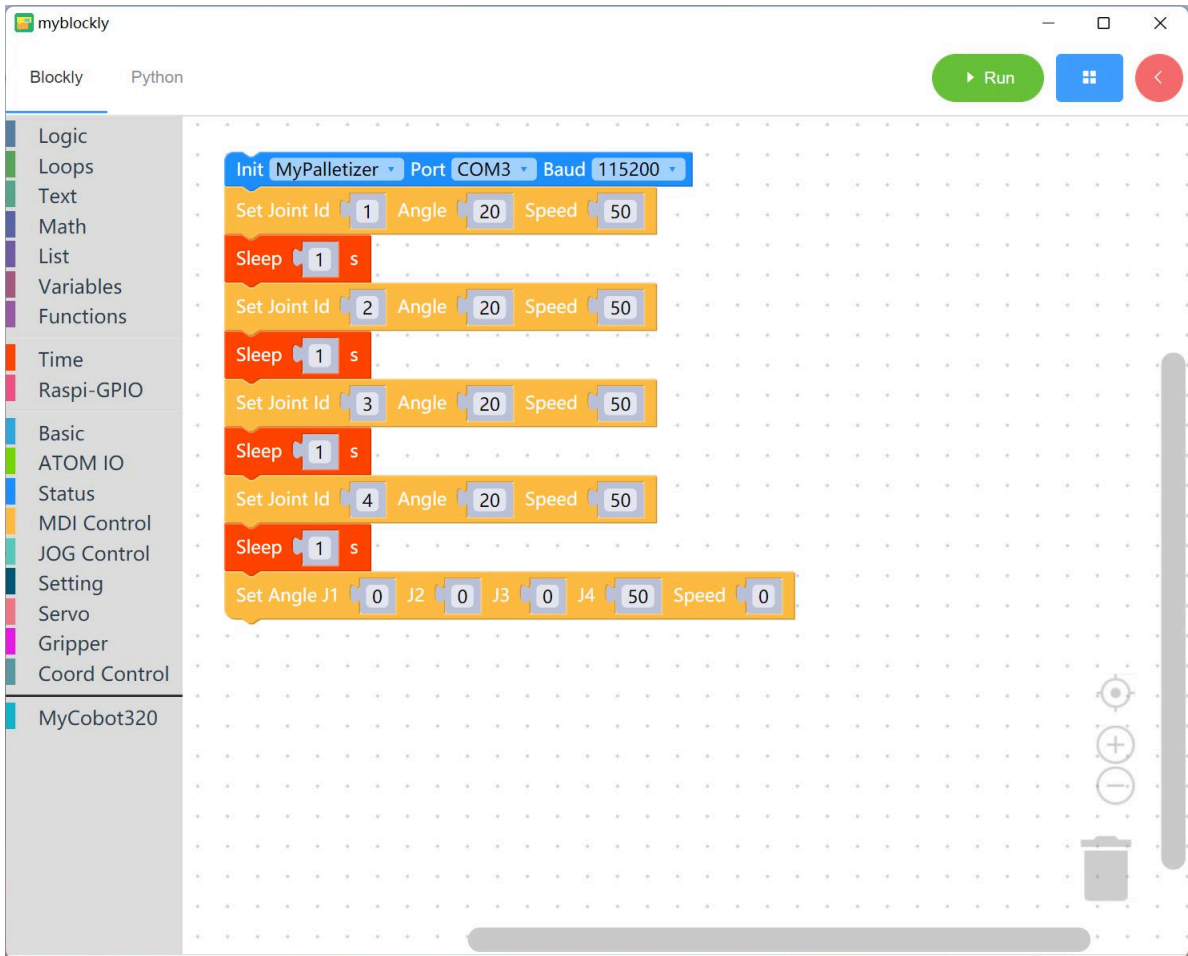 myblockly
Blockly Python Run
Logic
Loops
Text
Math
List
Variables
Functions
Time
Raspi-GPIO
Basic
ATOM IO
Status
MDI Control
JOG Control
Setting
Servo
Gripper
Coord Control
MyCobot320
Init MyPalletizer Port COM3 Baud 115200
Set Joint Id 1 Angle 20 Speed 50
Sleep 1 s
Set Joint Id 2 Angle 20 Speed 50
Sleep 1 s
Set Joint Id 3 Angle 20 Speed 50
Sleep 1 s
Set Joint Id 4 Angle 20 Speed 50
Sleep 1 s
Set Angle J1 0 J2 0 J3 0 J4 50 Speed 0